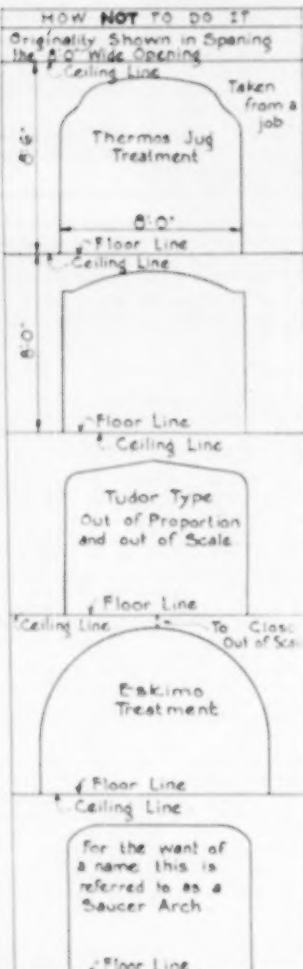 HOW NOT TO DO IT
Originality Shown in Spaning
the 8'0" Wide Opening
Ceiling Line
Taken
from a
job
8'6"
Thermos Jug
Treatment
8'0"
Floor Line
Ceiling Line
8'0"
Floor Line
Ceiling Line
Tudor Type
Out of Proportion
and out of Scale
Floor Line
Ceiling Line
To Close
Out of Scal
Eskimo
Treatment
Floor Line
Ceiling Line
For the want of
a name this is
referred to as a
Saucer Arch
Floor Line